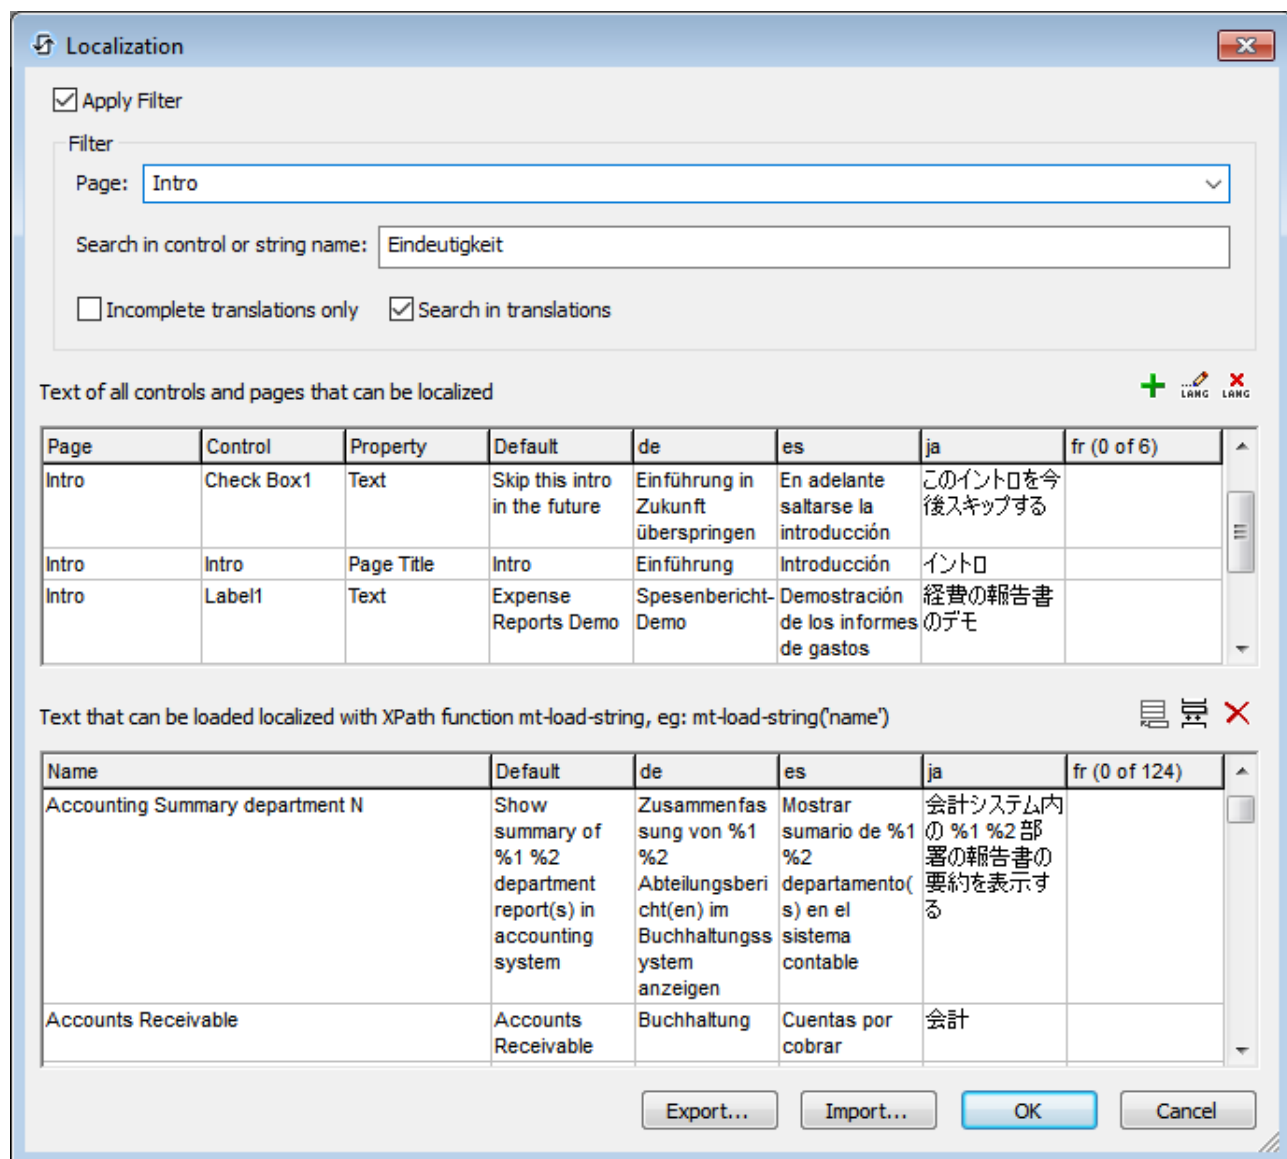 Localization
Apply Filter
Filter
Page: Intro
Search in control or string name: Eindeutigkeit
Incomplete translations only Search in translations
Text of all controls and pages that can be localized
LANG LANG
Page Control Property Default de es ja fr (0 of 6)
Intro Check Box1 Text Skip this intro Einführung in En adelante このイントロを今
in the future Zukunft saltarse la 後スキップする
überspringen introducción
Intro Intro Page Title Intro Einführung Introducción イントロ
Intro Label1 Text Expense Spesenbericht- Demostración 経費の報告書
Reports Demo Demo de los informes のデモ
de gastos
Text that can be loaded localized with XPath function mt-load-string, eg: mt-load-string('name')
Name Default de es ja fr (0 of 124)
Accounting Summary department N Show Zusammenfas Mostrar 会計システム内
summary of sung von %1 sumario de %1 の %1 %2 部
%1 %2 %2 %2 署の報告書の
department Abteilungsberi departamento( 要約を表示す
report(s) in cht(en) im s) en el る
accounting Buchhaltungss sistema
system ystem contable
anzeigen
Accounts Receivable Accounts Buchhaltung Cuentas por 会計
Receivable cobrar
Export... Import... OK Cancel